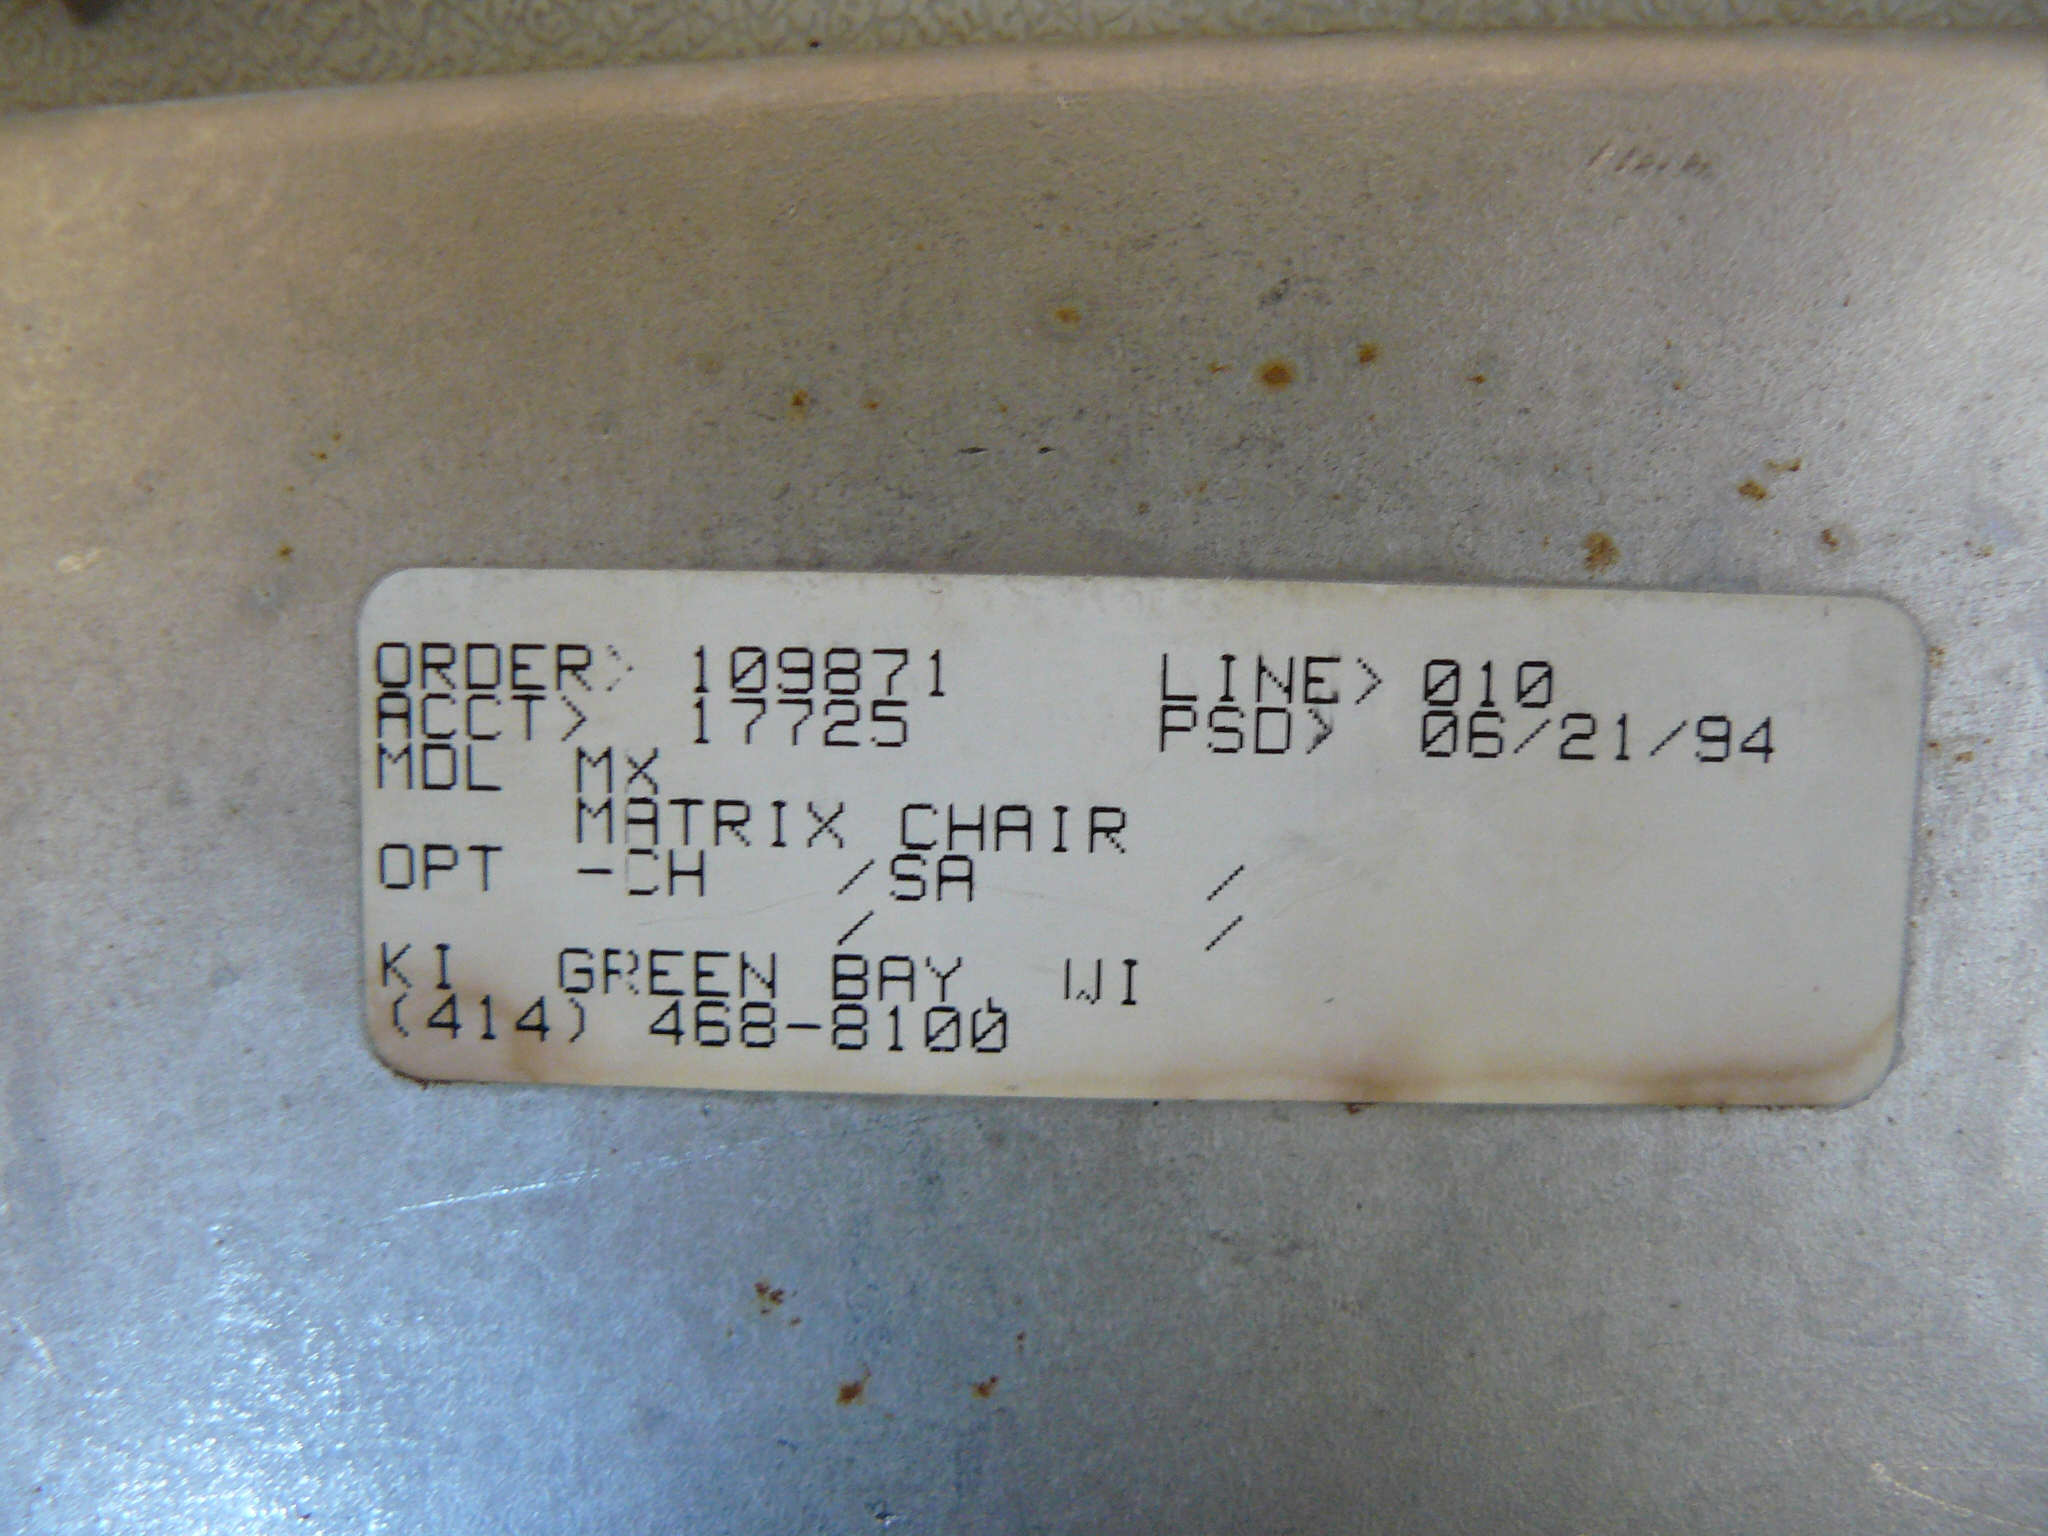 ORDER> 109871 LINE> 010
ACCT> 17725 PSD> 06/21/94
MDL MX
MATRIX CHAIR
OPT -CH /SA /
/ /
KI GREEN BAY WI
(414) 468-8100